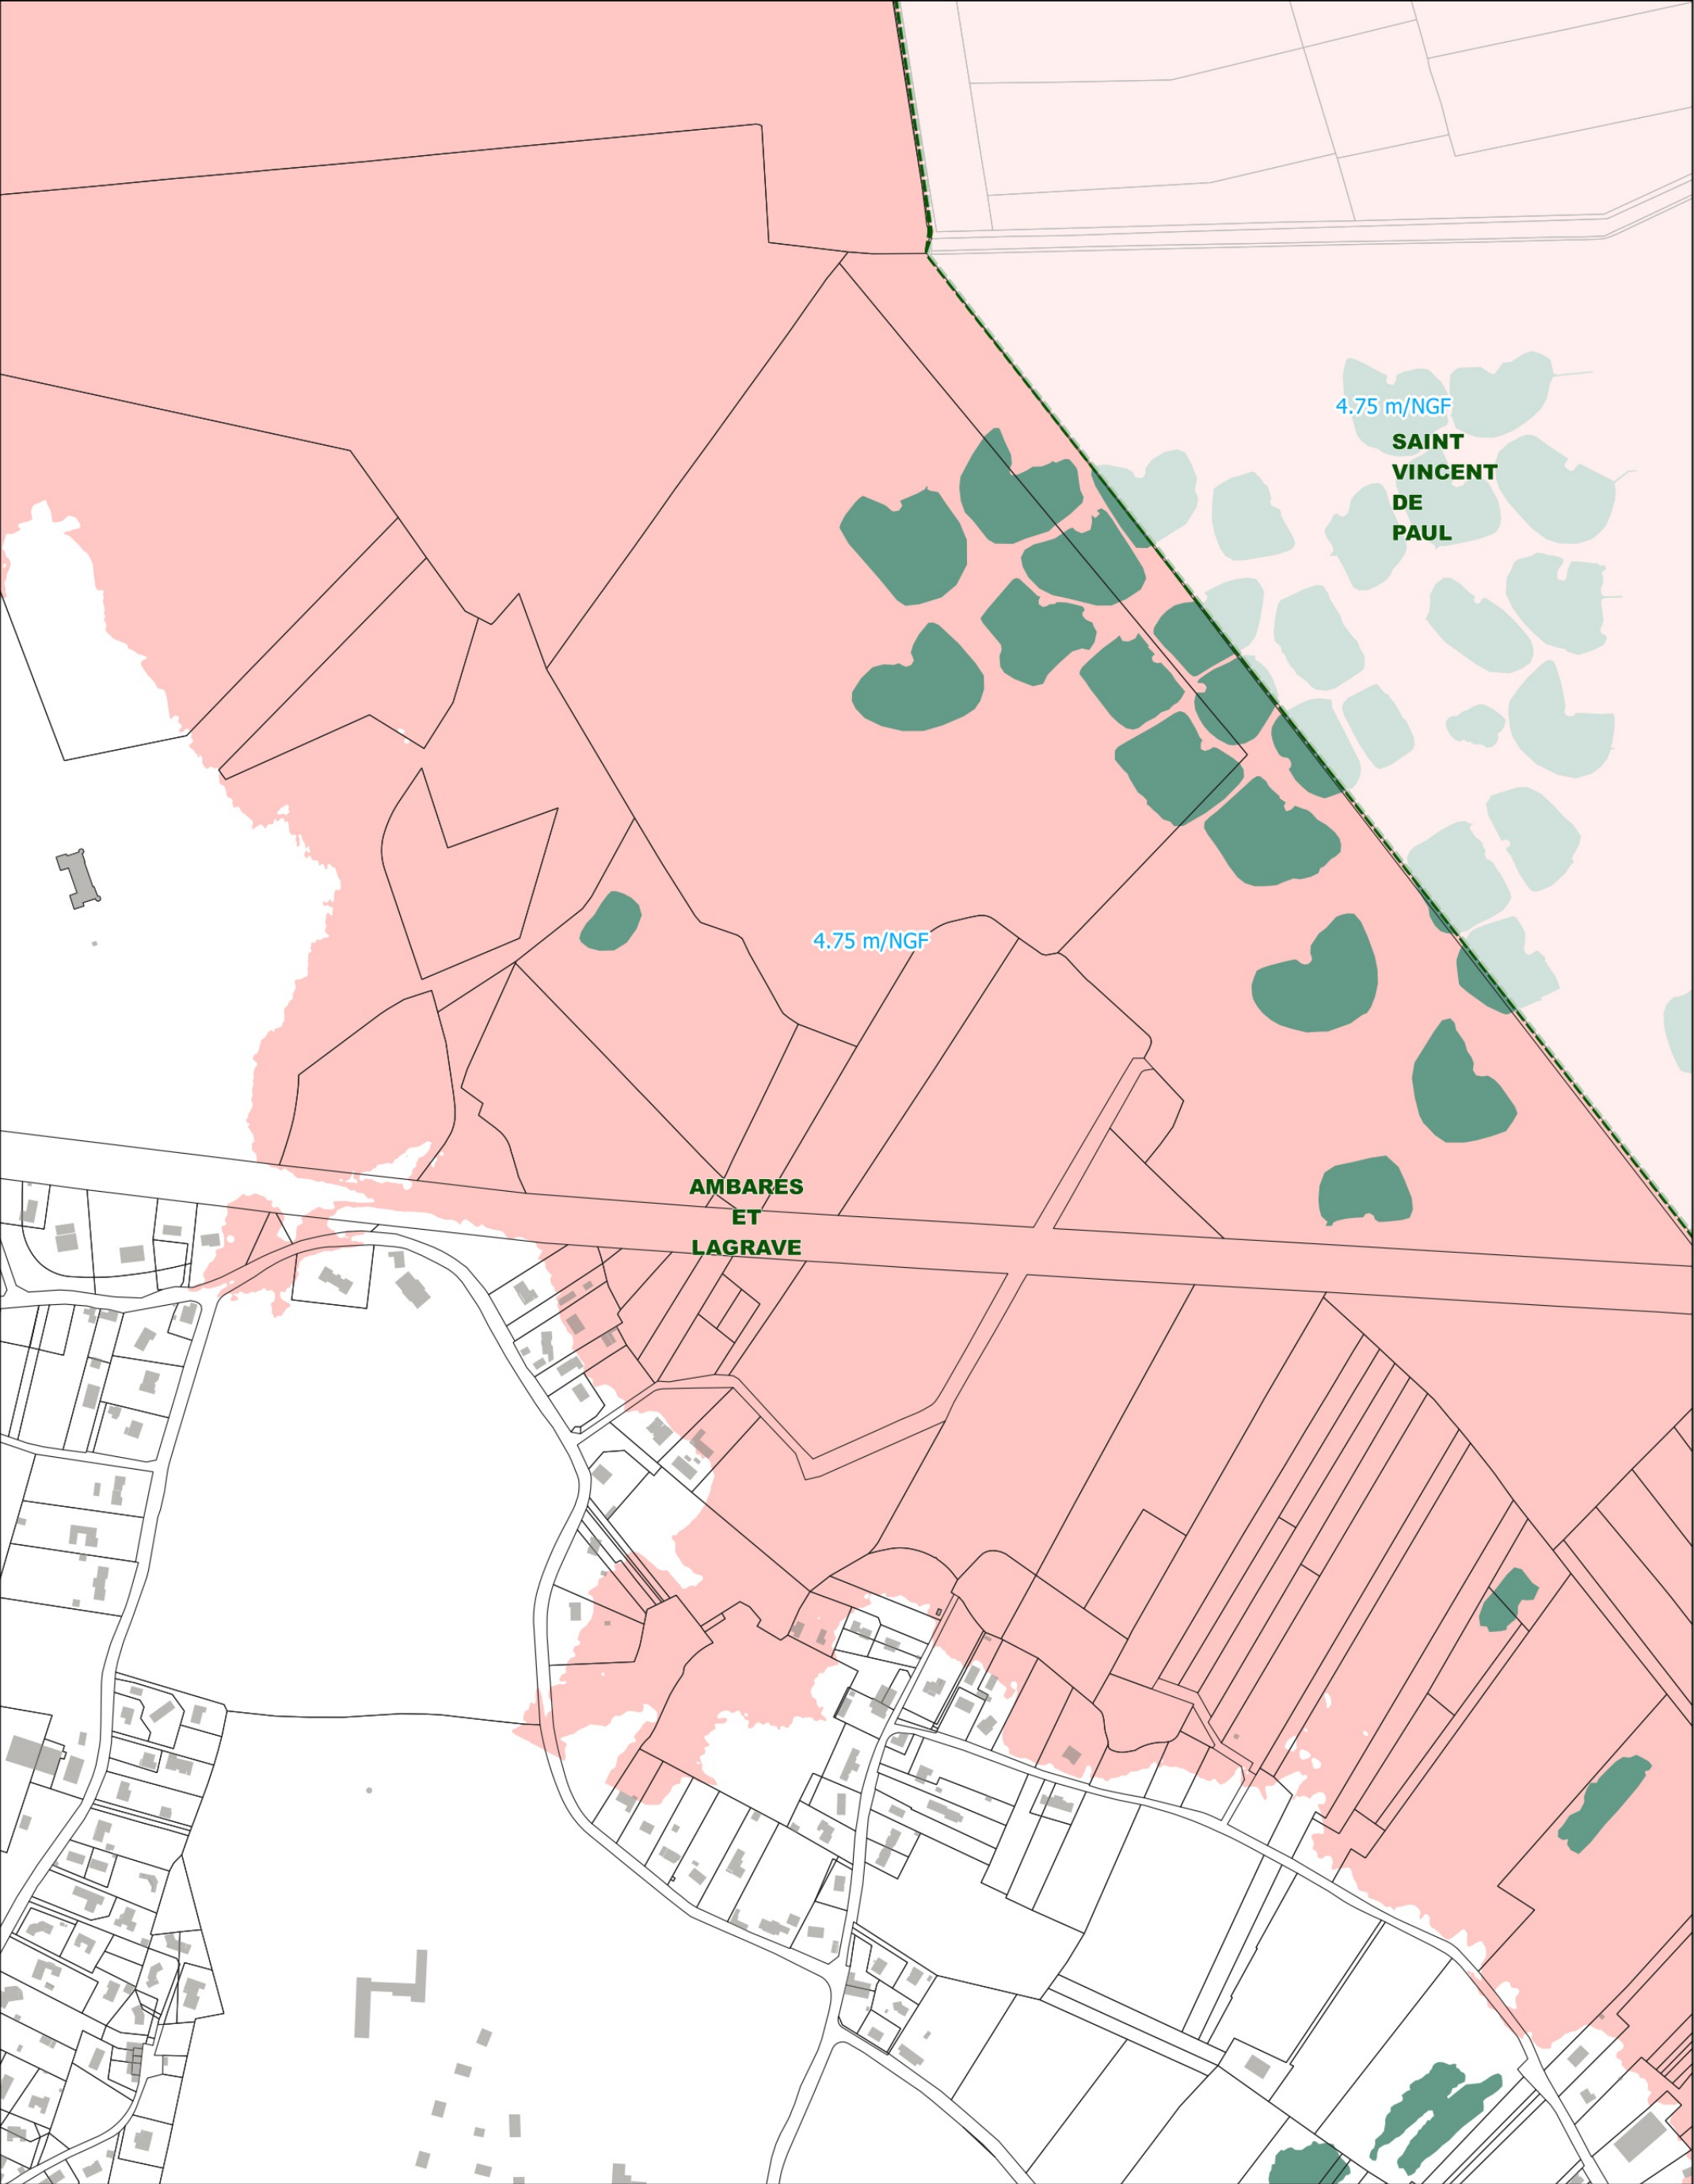 4.75 m/NGF
SAINT
VINCENT
DE
PAUL
4.75 m/NGF
AMBARES
ET
LAGRAVE